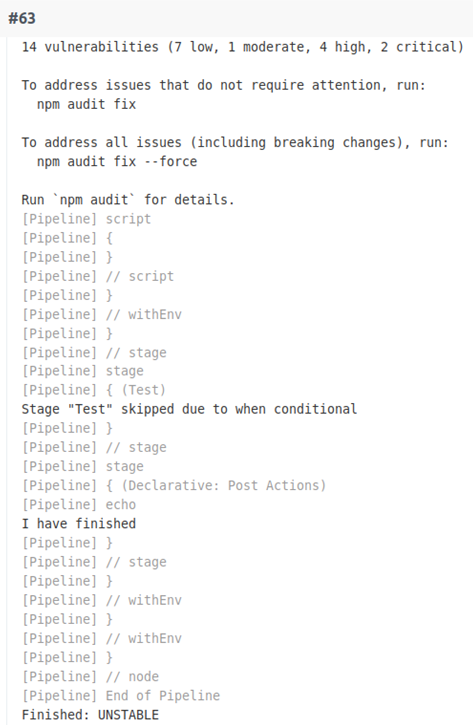 #63
14 vulnerabilities (7 low, 1 moderate, 4 high, 2 critical)
To address issues that do not require attention, run:
npm audit fix
To address all issues (including breaking changes), run:
npm audit fix --force
Run `npm audit` for details.
[Pipeline] script
[Pipeline] {
[Pipeline] }
[Pipeline] // script
[Pipeline] }
[Pipeline] // withEnv
[Pipeline] }
[Pipeline] // stage
[Pipeline] stage
[Pipeline] { (Test)
Stage "Test" skipped due to when conditional
[Pipeline] }
[Pipeline] // stage
[Pipeline] stage
[Pipeline] { (Declarative: Post Actions)
[Pipeline] echo
I have finished
[Pipeline] }
[Pipeline] // stage
[Pipeline] }
[Pipeline] // withEnv
[Pipeline] }
[Pipeline] // withEnv
[Pipeline] }
[Pipeline] // node
[Pipeline] End of Pipeline
Finished: UNSTABLE